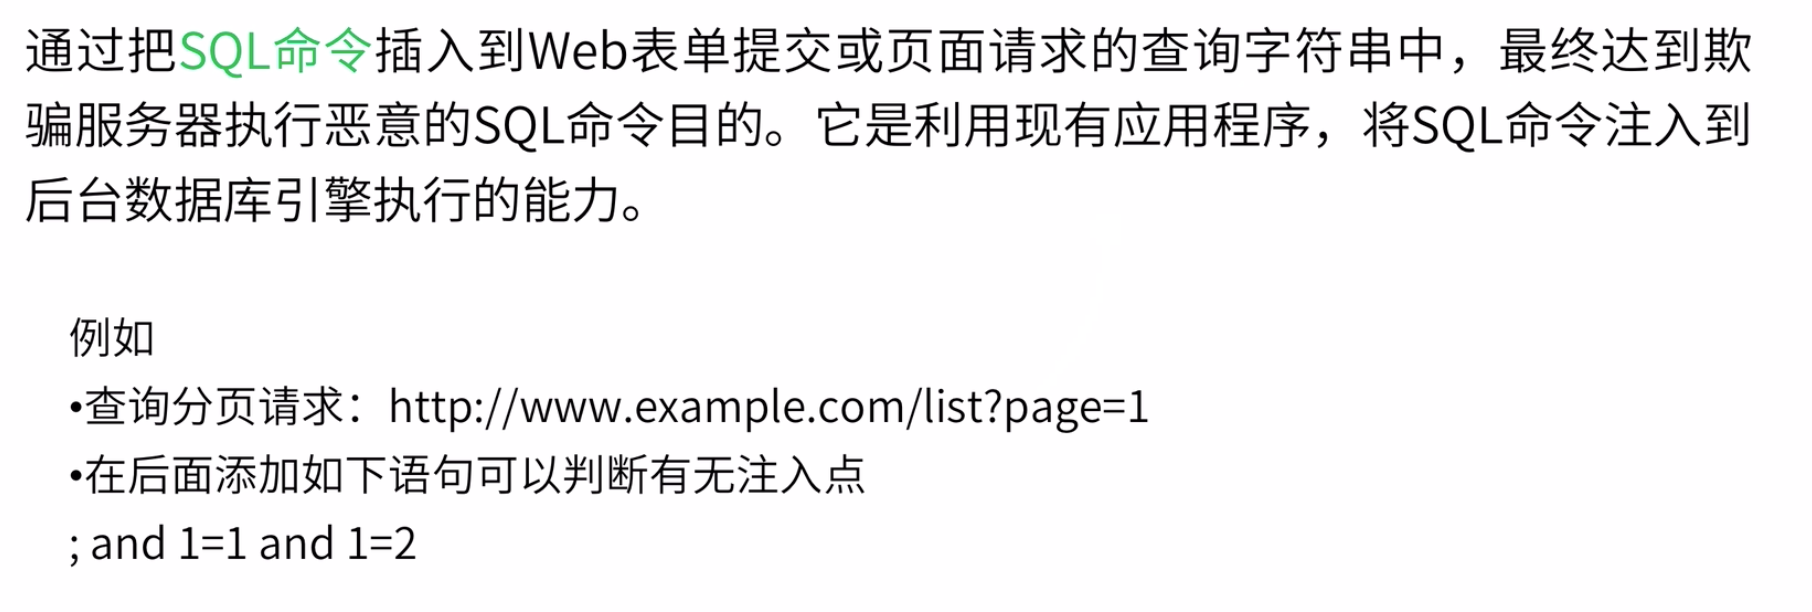 通过把SQL命令插入到Web表单提交或页面请求的查询字符串中，最终达到欺
骗服务器执行恶意的SQL命令目的。它是利用现有应用程序，将SQL命令注入到
后台数据库引擎执行的能力。
例如
•查询分页请求：http://www.example.com/list?page=1
•在后面添加如下语句可以判断有无注入点
; and 1=1 and 1=2